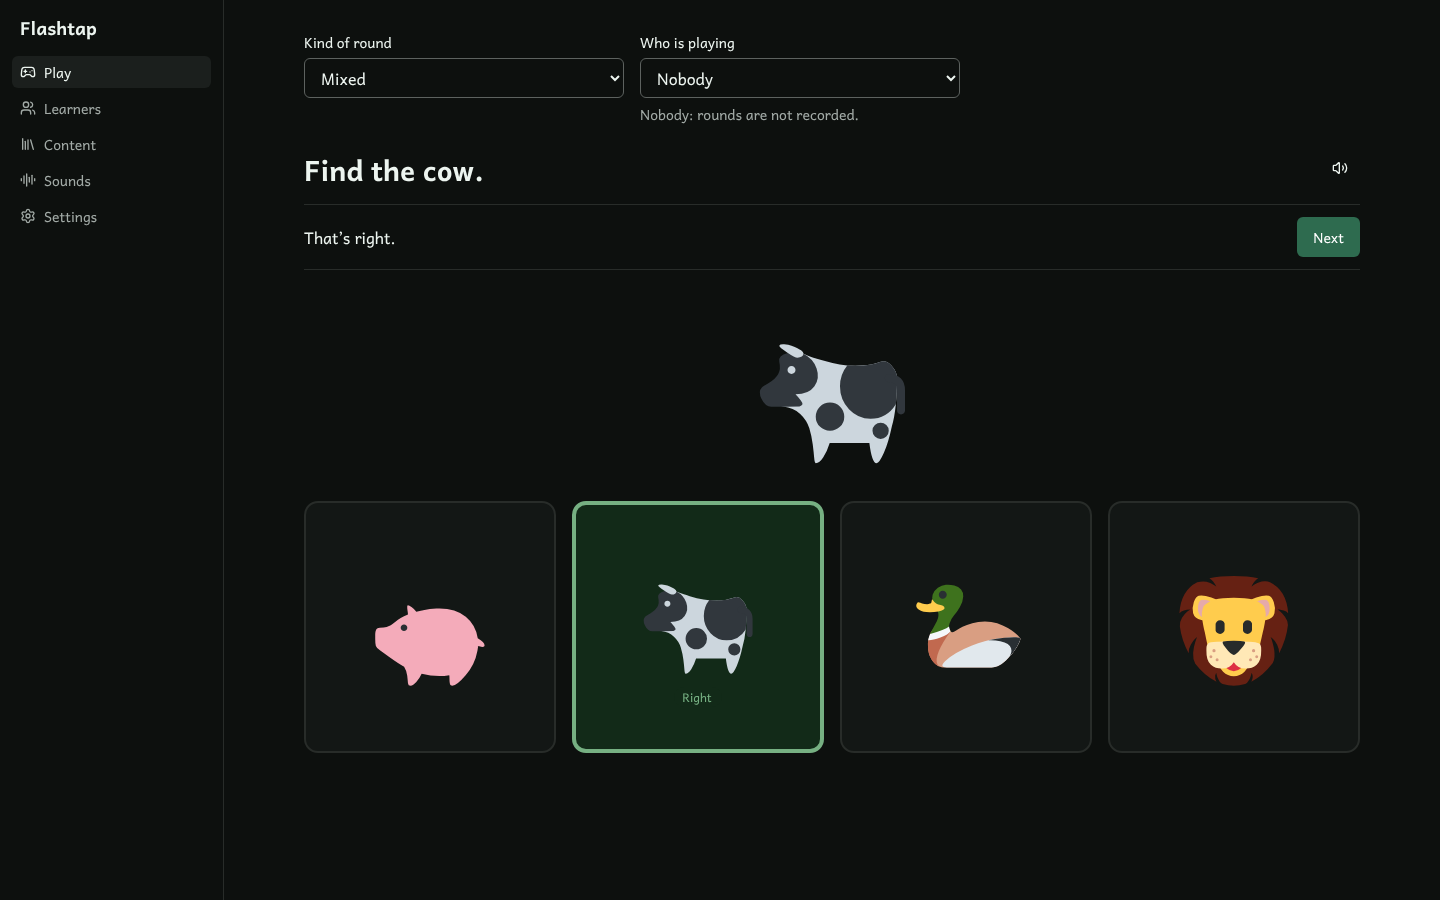 Flashtap
Play
Learners
Content
Sounds
Settings
Kind of round
Mixed
Who is playing
Nobody
Nobody: rounds are not recorded.
Find the cow.
That’s right.
Next
Right